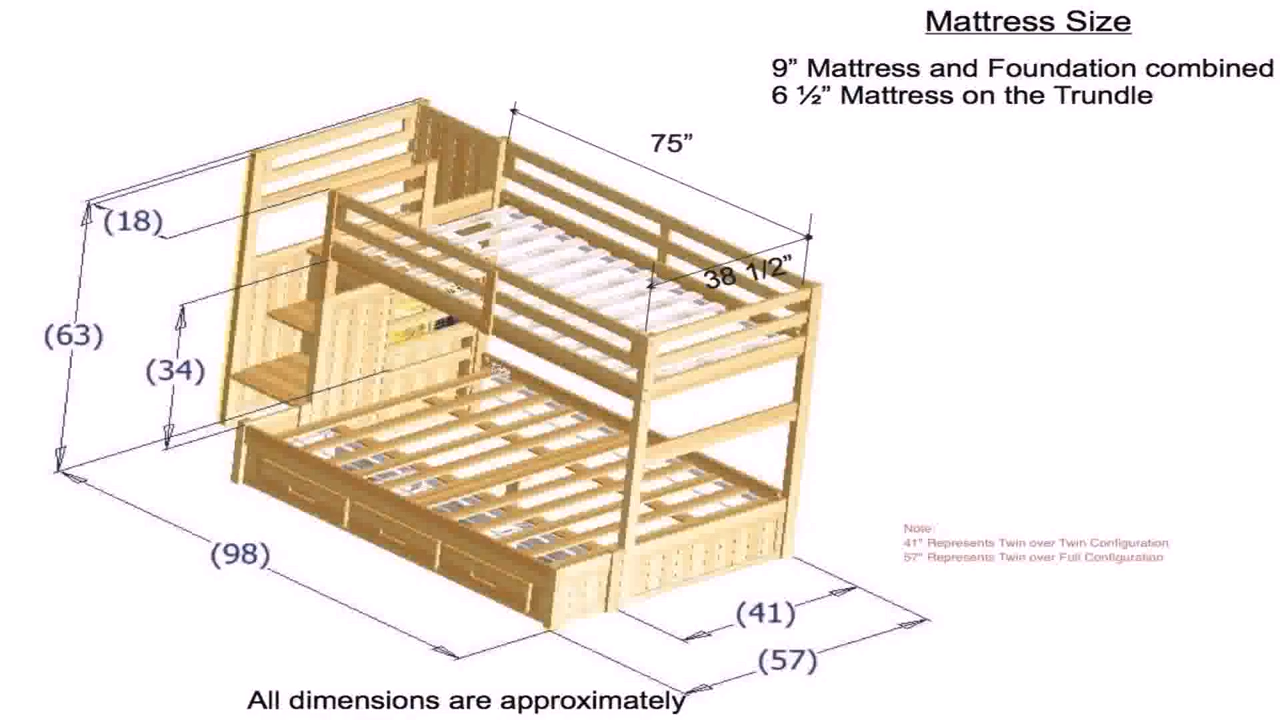 Mattress Size
9” Mattress and Foundation combined
6 ½” Mattress on the Trundle
75”
(18)
38 1/2”
(63)
(34)
Note:
41" Represents Twin over Twin Configuration
57" Represents Twin over Full Configuration
(98)
(41)
(57)
All dimensions are approximately